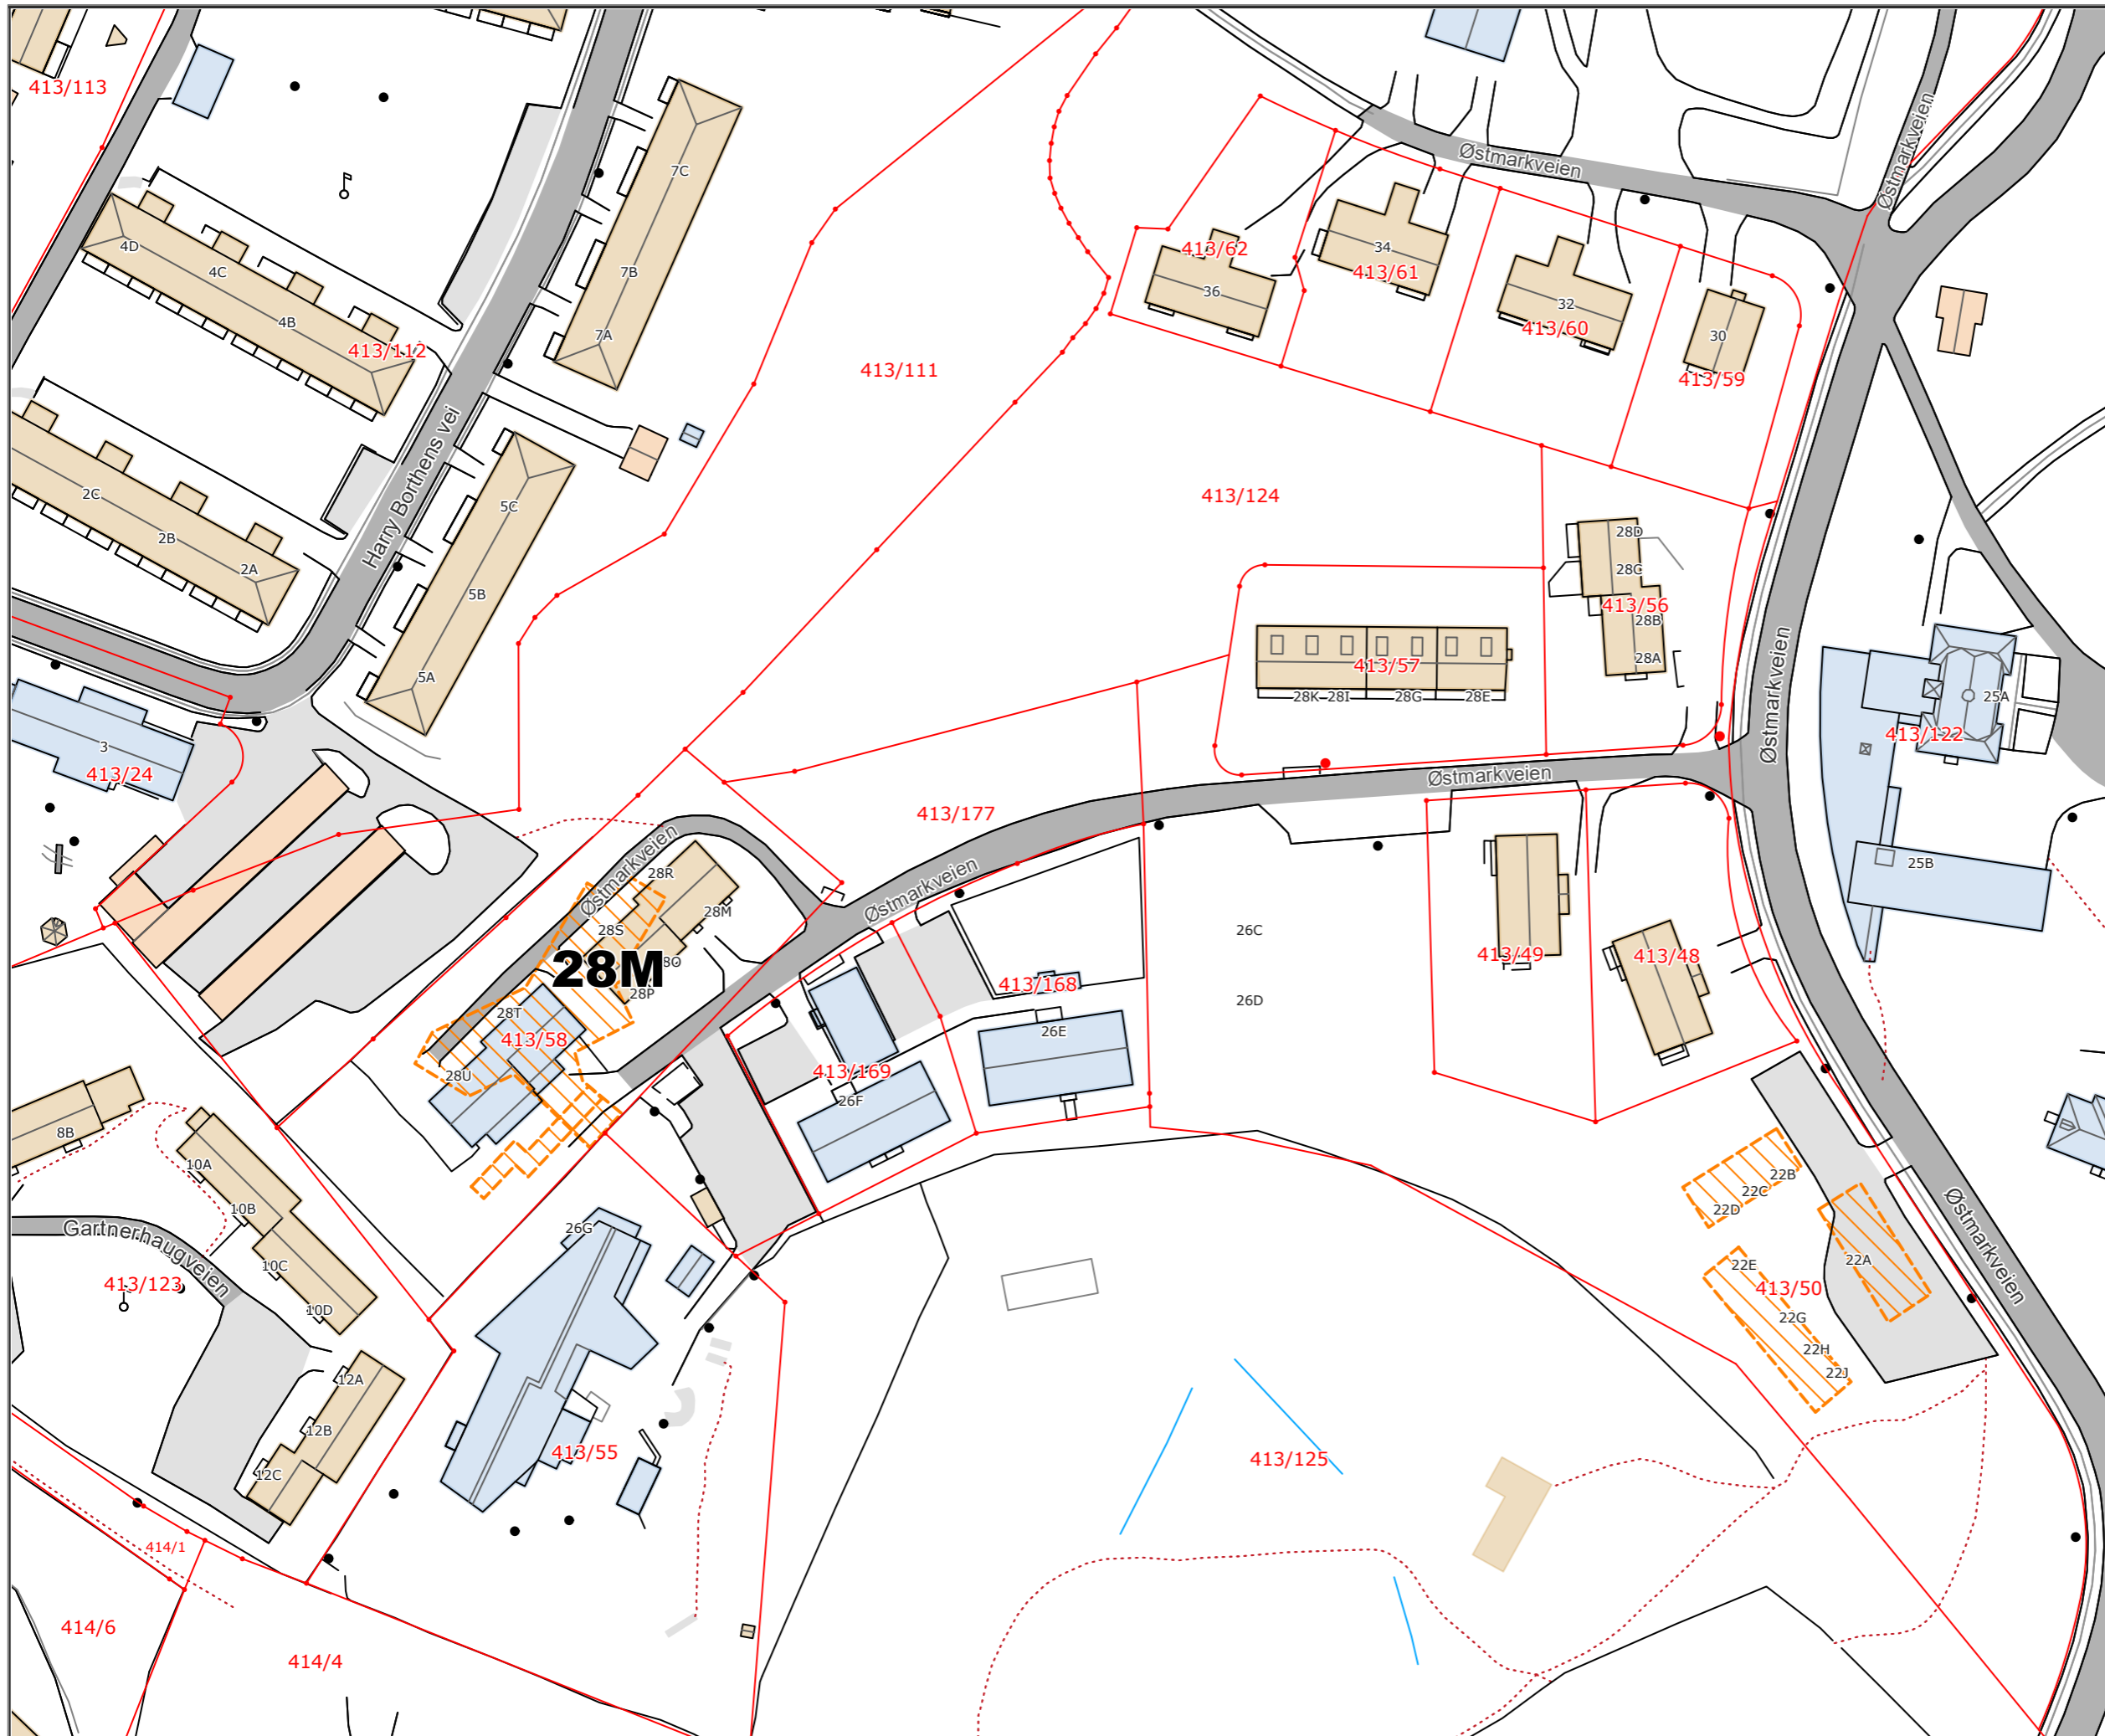 413/113
7C
4D
4C
7B
4B
7A
413/112
Harry Borthens vei
2C
2B
2A
5C
5B
5A
3
413/24
413/111
Østmarkveien
Østmarkveien
413/62
36
34
413/61
32
413/60
30
413/59
413/124
28D
28C
413/56
28B
28A
413/57
28K
28I
28G
28E
Østmarkveien
Østmarkveien
25A
413/122
25B
413/177
Østmarkveien
Østmarkveien
28R
28M
28S
28M
28O
28P
28T
413/58
28U
26C
26D
413/168
26E
413/169
26F
413/49
413/48
8B
10A
10B
10C
10D
Gartnerhaugveien
413/123
12A
12B
12C
26G
413/55
22B
22C
22D
22E
22A
413/50
22G
22H
22J
Østmarkveien
413/125
414/1
414/6
414/4